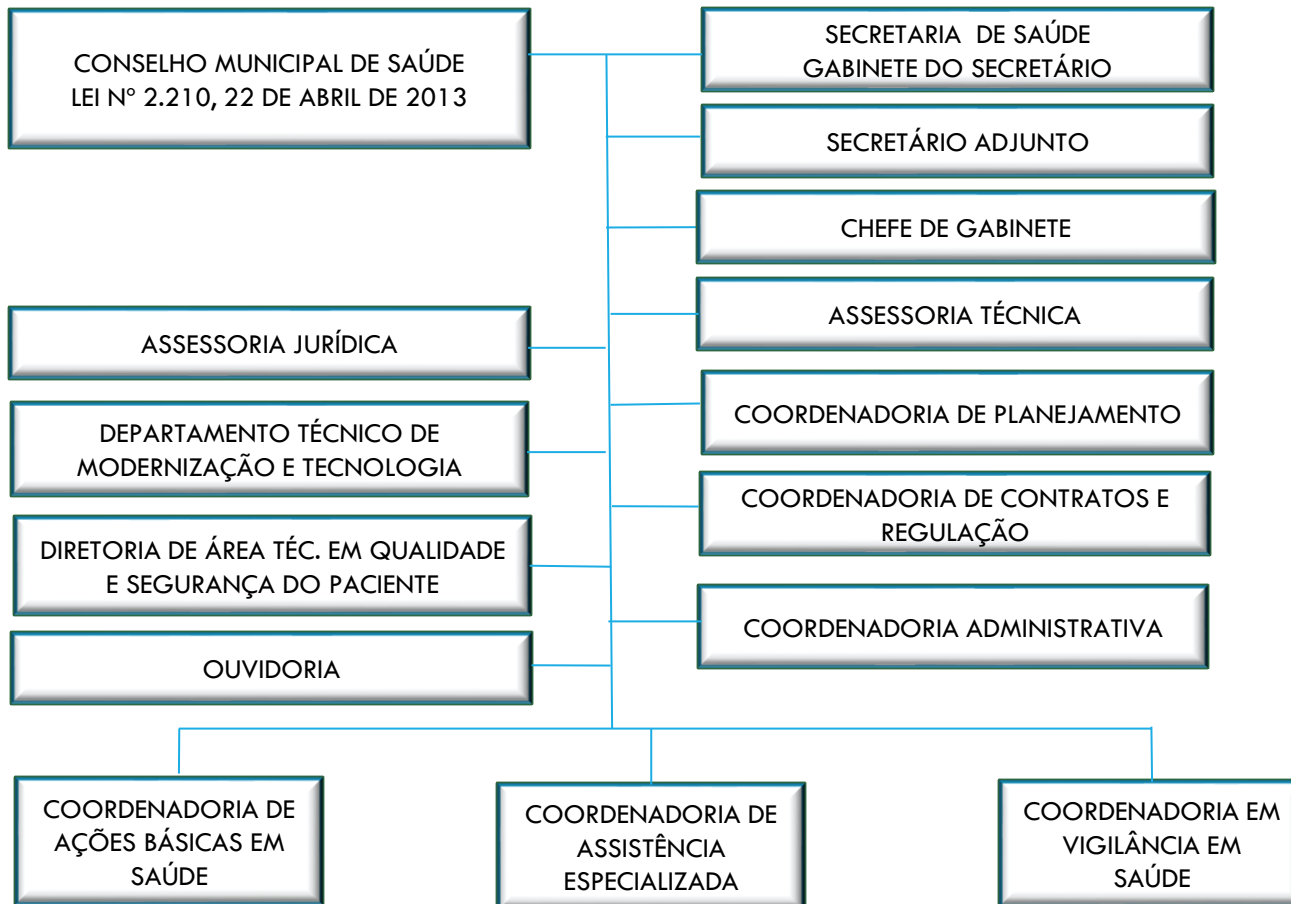 CONSELHO MUNICIPAL DE SAÚDE
LEI Nº 2.210, 22 DE ABRIL DE 2013
SECRETARIA DE SAÚDE
GABINETE DO SECRETÁRIO
SECRETÁRIO ADJUNTO
CHEFE DE GABINETE
ASSESSORIA TÉCNICA
ASSESSORIA JURÍDICA
COORDENADORIA DE PLANEJAMENTO
DEPARTAMENTO TÉCNICO DE
MODERNIZAÇÃO E TECNOLOGIA
COORDENADORIA DE CONTRATOS E
REGULAÇÃO
DIRETORIA DE ÁREA TÉC. EM QUALIDADE
E SEGURANÇA DO PACIENTE
COORDENADORIA ADMINISTRATIVA
OUVIDORIA
COORDENADORIA DE
AÇÕES BÁSICAS EM
SAÚDE
COORDENADORIA DE
ASSISTÊNCIA
ESPECIALIZADA
COORDENADORIA EM
VIGILÂNCIA EM
SAÚDE